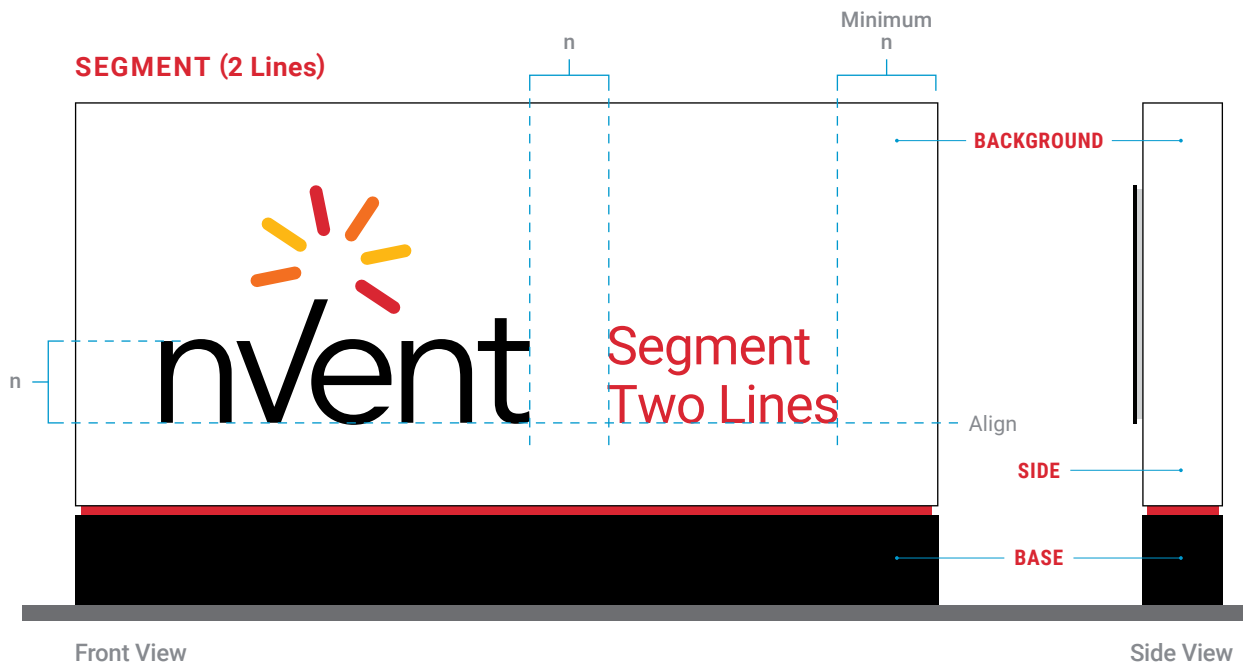 Minimum
n
n
SEGMENT (2 Lines)
BACKGROUND
nvent
Segment
Two Lines
n
Align
SIDE
BASE
Front View
Side View